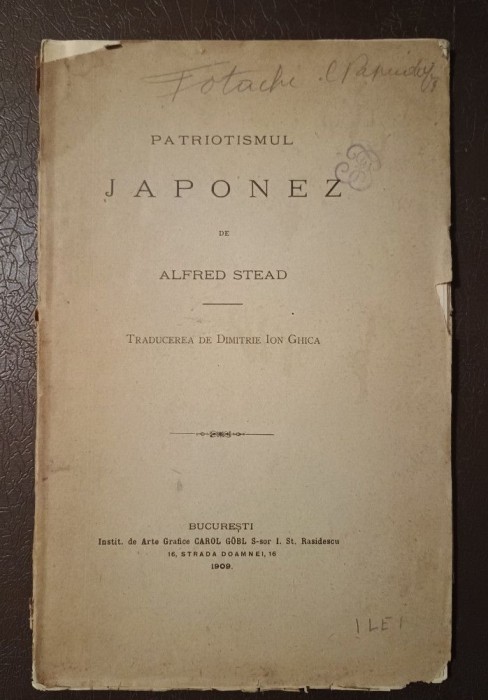 Fotache
PATRIOTISMUL
JAPONEZ
DE
ALFRED STEAD
TRADUCEREA DE DIMITRIE ION GHICA
BUCUREȘTI
Instit. de Arte Grafice CAROL GÖBL S-sor I. St. Rasidescu
16, STRADA DOAMNEI, 16
1909.
1 LEI